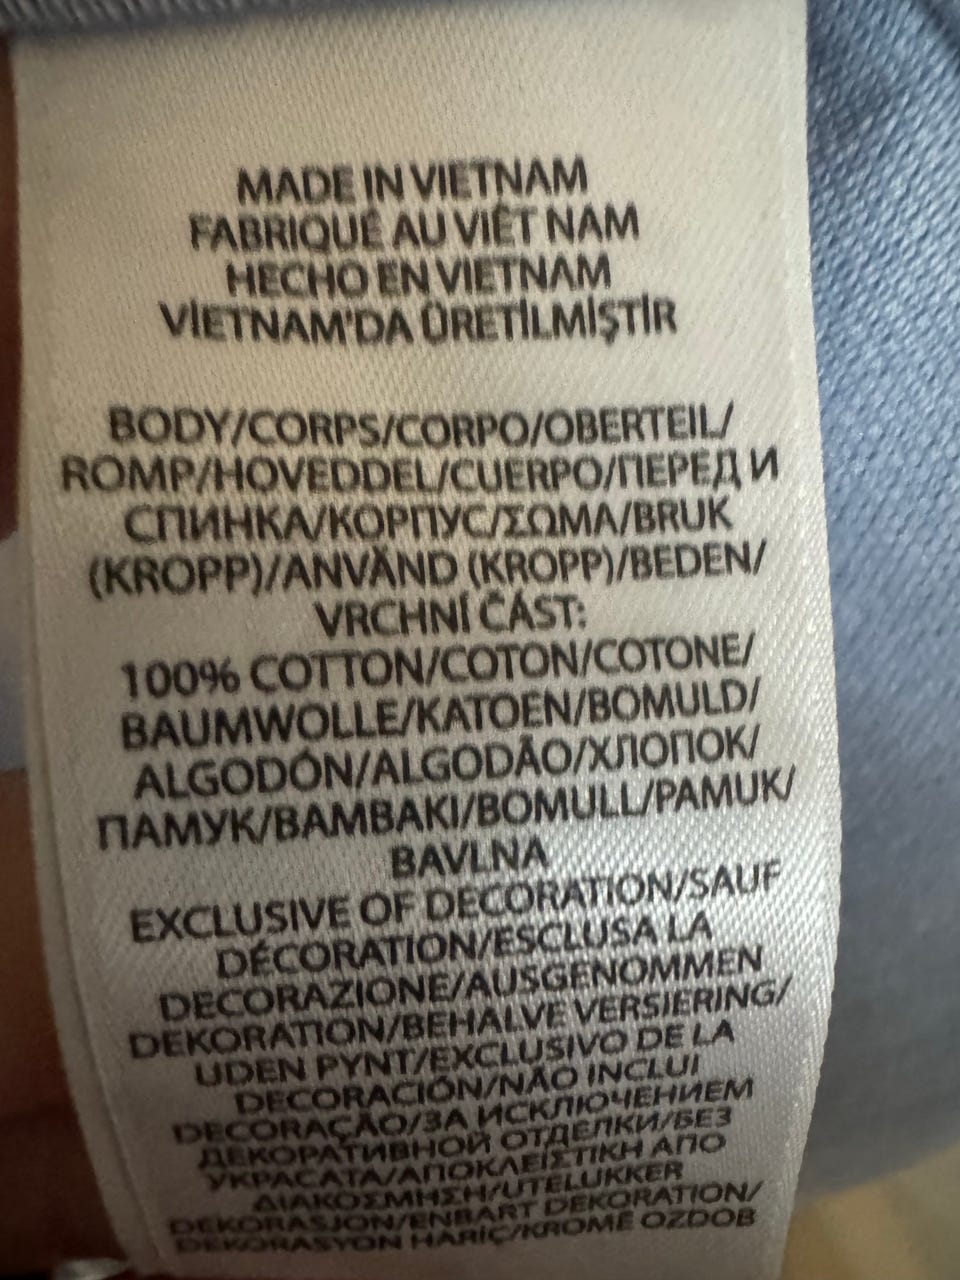 MADE IN VIETNAM
FABRIQUÉ AU VIÊT NAM
HECHO EN VIETNAM
VİETNAM'DA ÜRETİLMİŞTİR
BODY/CORPS/CORPO/OBERTEIL/
ROMP/HOVEDDEL/CUERPO/ПЕРЕД И
СПИНКА/КОРПУС/ΣΩΜΑ/BRUK
(KROPP)/ANVÄND (KROPP)/BEDEN/
VRCHNÍ ČÁST:
100% COTTON/COTON/COTONE/
BAUMWOLLE/KATOEN/BOMULD/
ALGODÓN/ALGODÃO/ХЛОПОК/
ПАМУК/BAMBAKI/BOMULL/PAMUK/
BAVLNA
EXCLUSIVE OF DECORATION/SAUF
DÉCORATION/ESCLUSA LA
DECORAZIONE/AUSGENOMMEN
DEKORATION/BEHALVE VERSIERING/
UDEN PYNT/EXCLUSIVO DE LA
DECORACIÓN/NÃO INCLUI
DECORAÇÃO/ЗА ИСКЛЮЧЕНИЕМ
ДЕКОРАТИВНОЙ ОТДЕЛКИ/БЕЗ
УКРАСАТА/ΑΠΟΚΛΕΙΣΤΙΚΗ ΑΠΟ
ΔΙΑΚΟΣΜΗΣΗ/UTELUKKER
DEKORASJON/ENBART DEKORATION/
DEKORASYON HARİÇ/KROMĚ OZDOB